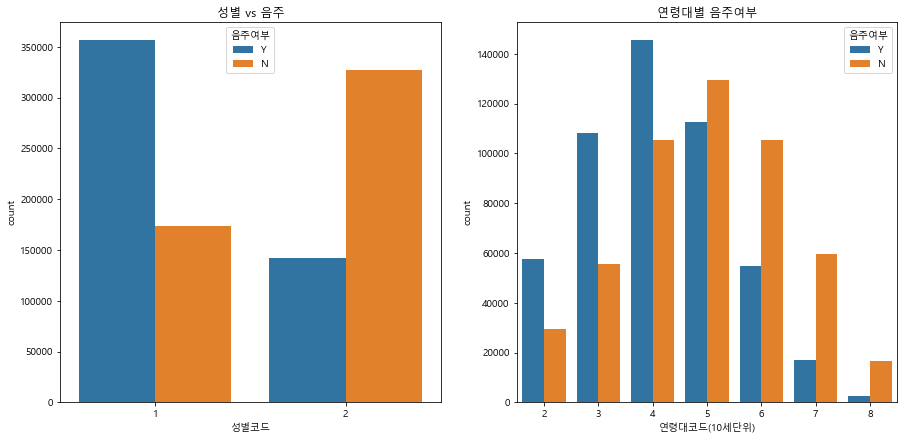 성별 vs 음주
음주여부
Y
N
350000
300000
250000
200000
150000
100000
50000
0
count
1
2
성별코드
연령대별 음주여부
음주여부
Y
N
140000
120000
100000
80000
60000
40000
20000
0
count
2
3
4
5
6
7
8
연령대코드(10세단위)